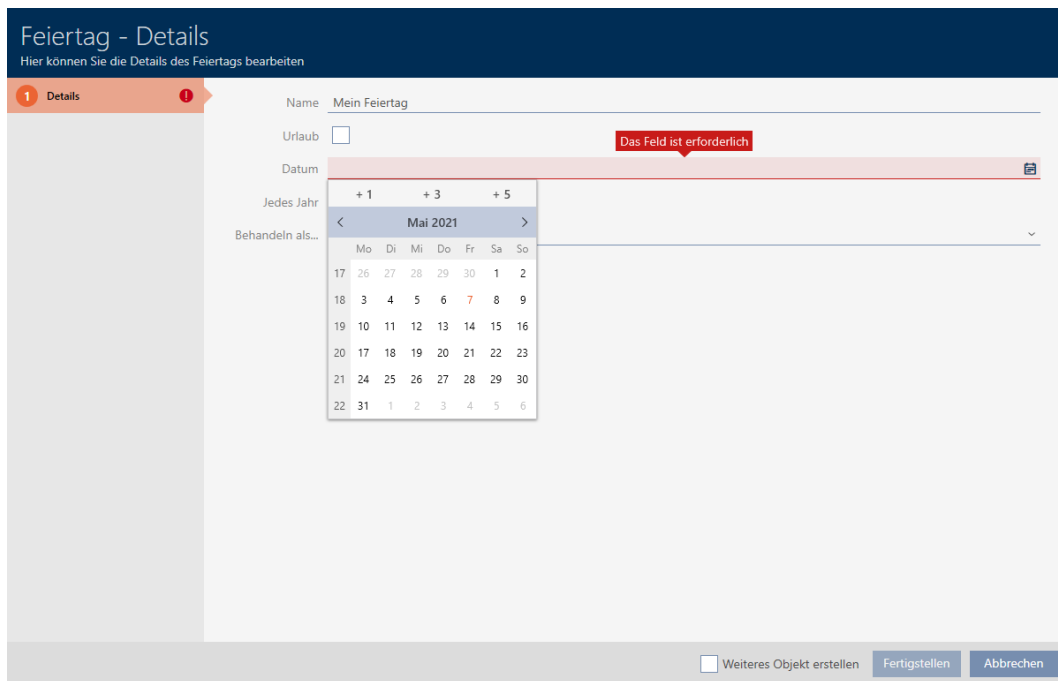 Feiertag - Details
Hier können Sie die Details des Feiertags bearbeiten
1 Details !
Name Mein Feiertag
Urlaub
Das Feld ist erforderlich
Datum
+ 1 + 3 + 5
Jedes Jahr
< Mai 2021 >
Behandeln als...
Mo Di Mi Do Fr Sa So
17 26 27 28 29 30 1 2
18 3 4 5 6 7 8 9
19 10 11 12 13 14 15 16
20 17 18 19 20 21 22 23
21 24 25 26 27 28 29 30
22 31 1 2 3 4 5 6
Weiteres Objekt erstellen Fertigstellen Abbrechen